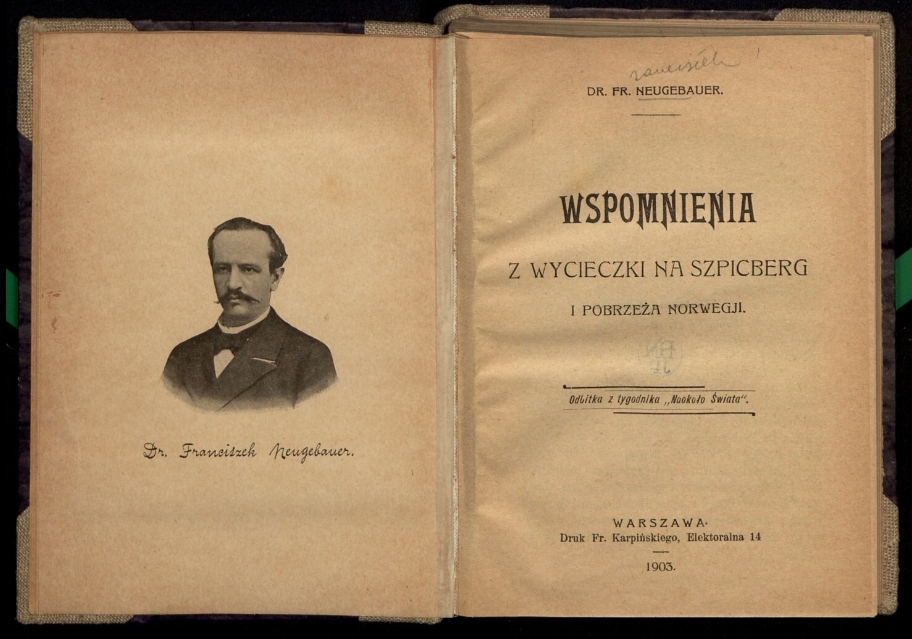 Dr. Franciszek Neugebauer.
DR. FR. NEUGEBAUER.
WSPOMNIENIA
Z WYCIECZKI NA SZPICBERG
I POBRZEŻA NORWEGJI.
Odbitka z tygodnika „Naokoło Świata“.
WARSZAWA·
Druk Fr. Karpińskiego, Elektoralna 14
1903.